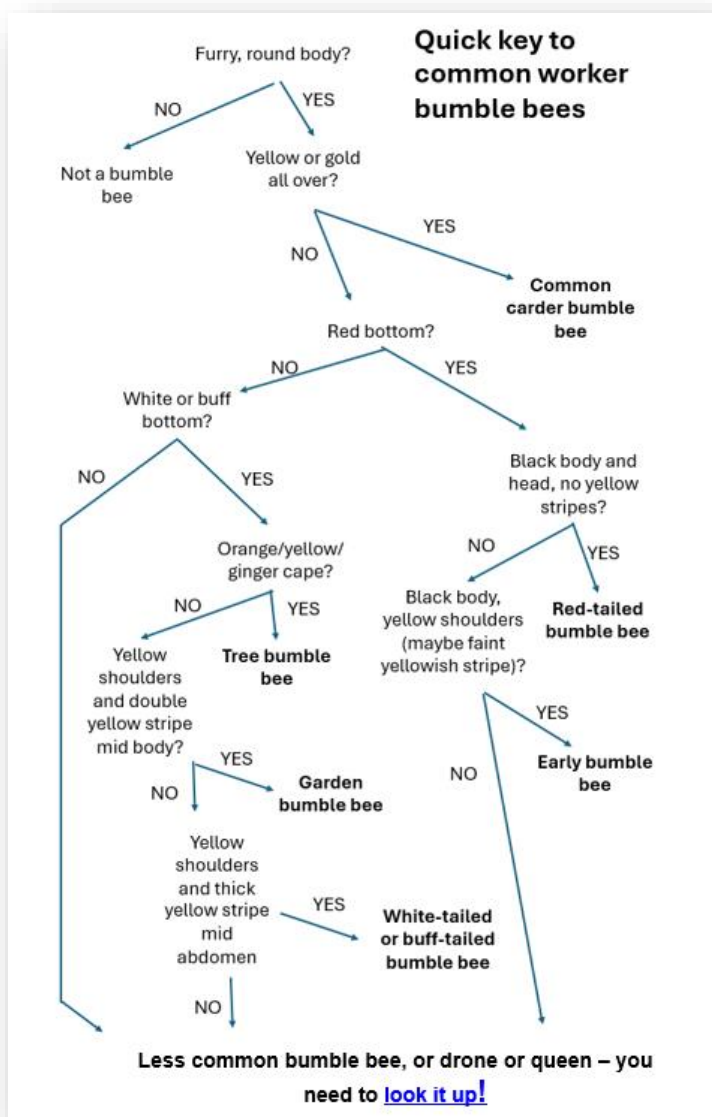 Quick key to
common worker
bumble bees
Furry, round body?
NO
YES
Not a bumble
bee
Yellow or gold
all over?
NO
YES
Common
carder bumble
bee
Red bottom?
NO
YES
White or buff
bottom?
NO
YES
Black body and
head, no yellow
stripes?
NO
YES
Orange/yellow/
ginger cape?
NO
YES
Black body,
yellow shoulders
(maybe faint
yellowish stripe)?
Red-tailed
bumble bee
Yellow
shoulders
and double
yellow stripe
mid body?
Tree bumble
bee
YES
NO
Garden
bumble bee
YES
NO
Early bumble
bee
Yellow
shoulders
and thick
yellow stripe
mid
abdomen
YES
NO
White-tailed
or buff-tailed
bumble bee
Less common bumble bee, or drone or queen – you
need to look it up!